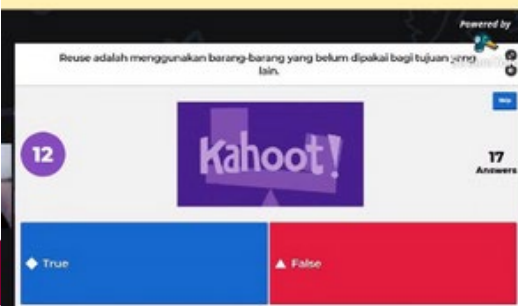 Powered by
Reuse adalah menggunakan barang-barang yang belum dipakai bagi tujuan yang
lain.
Skip
12
Kahoot!
17
Answers
True
False